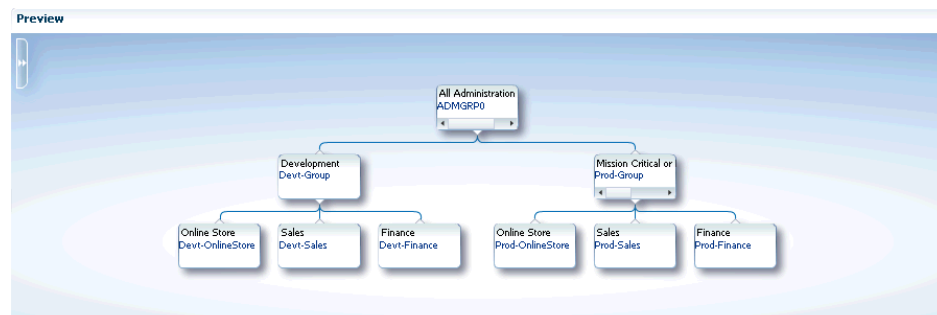 Preview
All Administration
ADMGRP0
Development
Devt-Group
Mission Critical or
Prod-Group
Online Store
Devt-OnlineStore
Sales
Devt-Sales
Finance
Devt-Finance
Online Store
Prod-OnlineStore
Sales
Prod-Sales
Finance
Prod-Finance